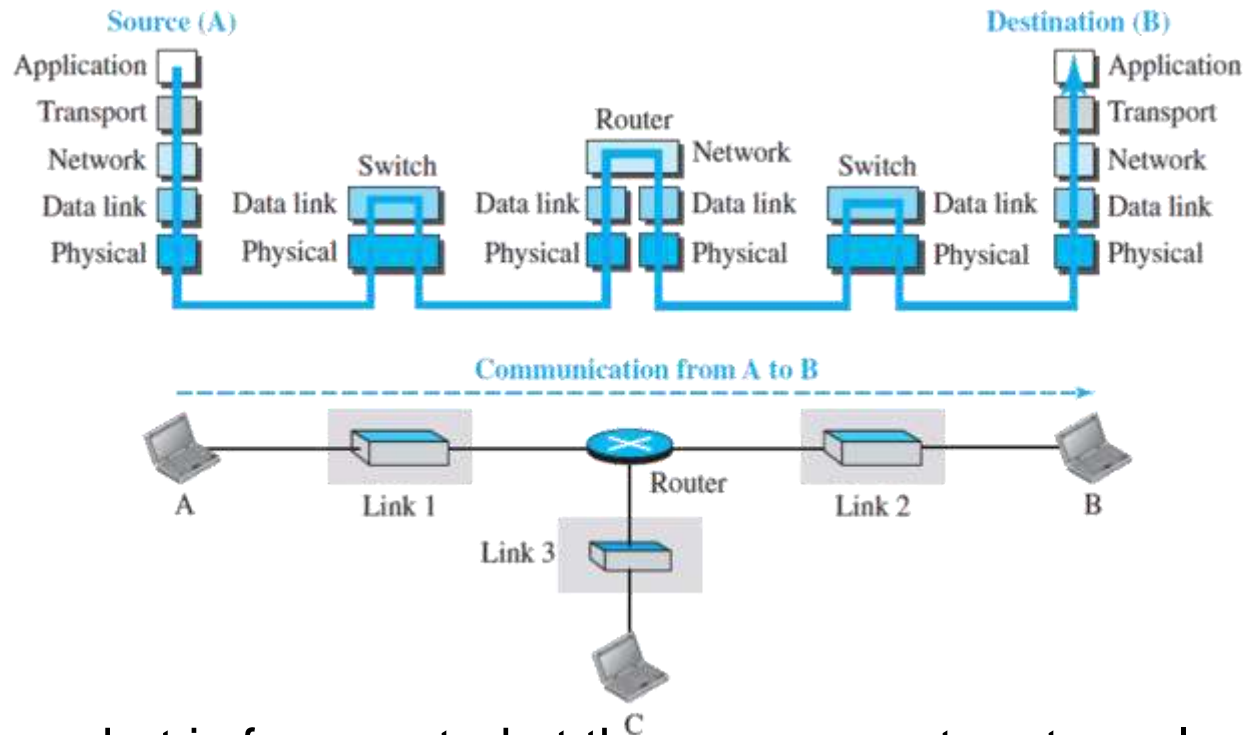 Source (A)
Destination (B)
Application
Transport
Network
Data link
Physical
Switch
Data link
Physical
Router
Network
Data link
Data link
Physical
Physical
Switch
Data link
Physical
Application
Transport
Network
Data link
Physical
Communication from A to B
A
Link 1
Router
Link 2
B
Link 3
C